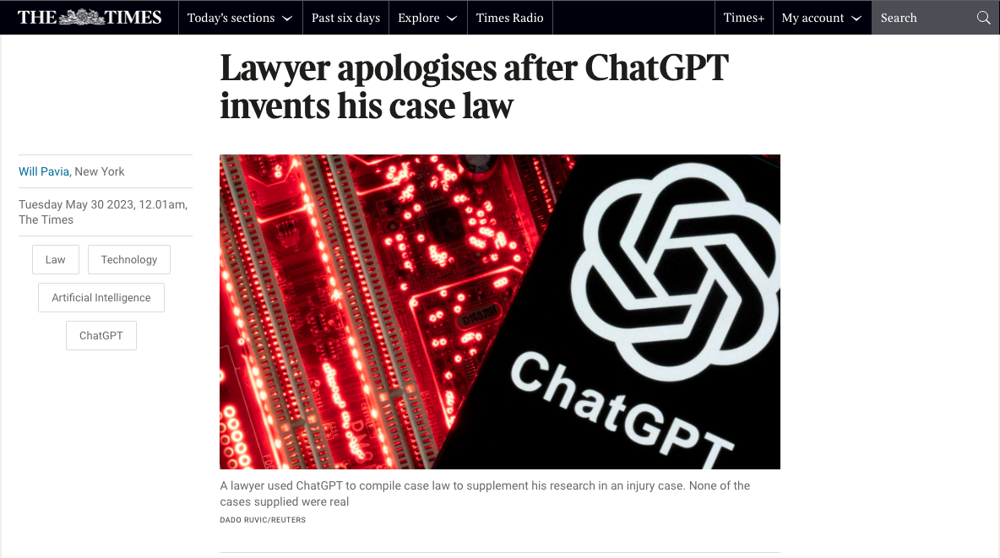 THE TIMES
Today's sections
Past six days
Explore
Times Radio
Times+
My account
Search
Lawyer apologises after ChatGPT
invents his case law
Will Pavia, New York
Tuesday May 30 2023, 12.01am,
The Times
Law
Technology
Artificial Intelligence
ChatGPT
ChatGPT
A lawyer used ChatGPT to compile case law to supplement his research in an injury case. None of the
cases supplied were real
DADO RUVIC/REUTERS